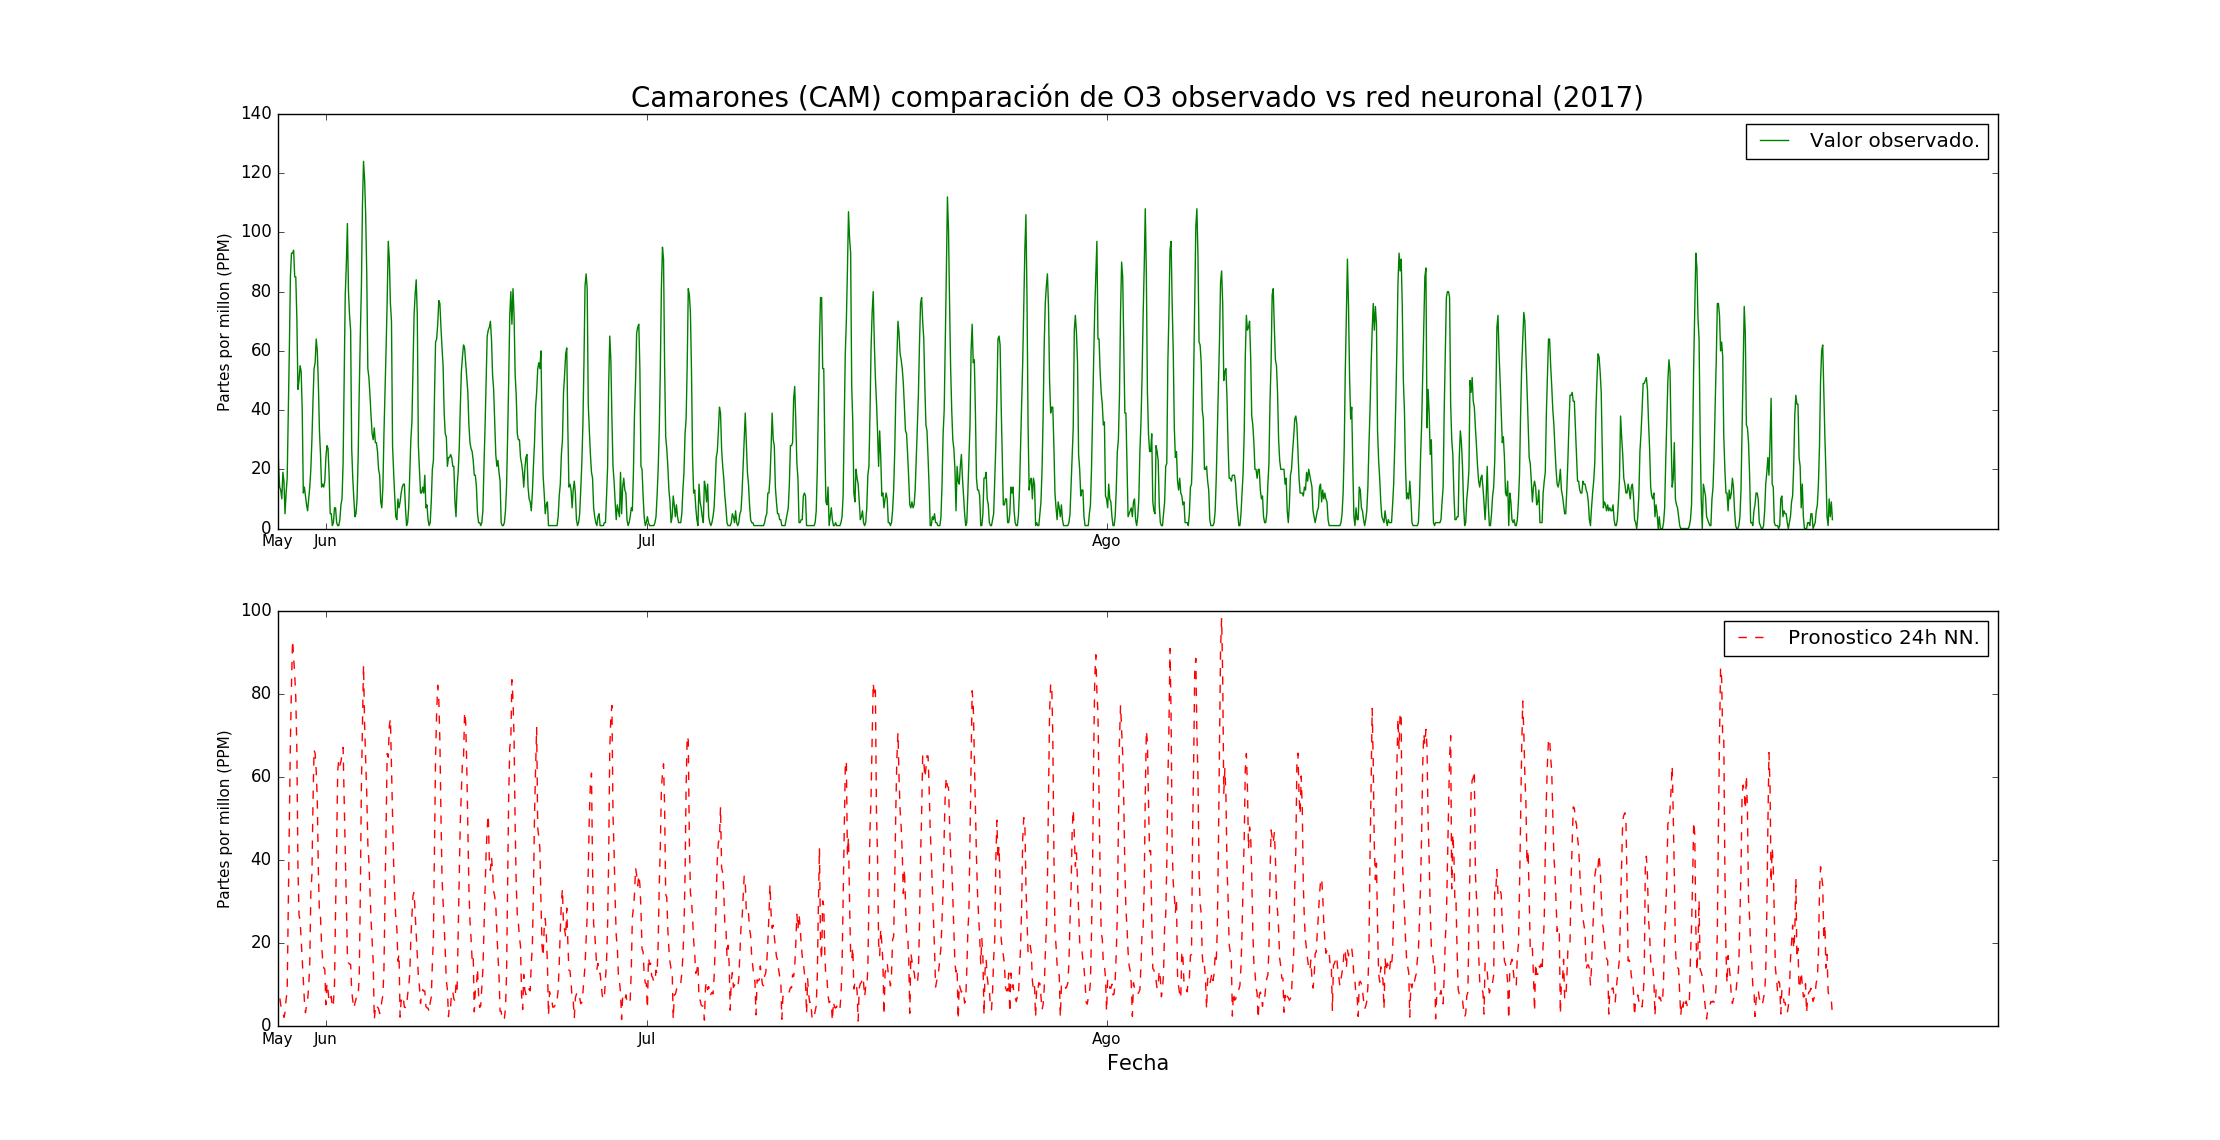 Camarones (CAM) comparación de O3 observado vs red neuronal (2017)
140
120
100
80
60
40
20
0
Partes por millon (PPM)
Valor observado.
May Jun Jul Ago
100
80
60
40
20
0
Partes por millon (PPM)
Pronostico 24h NN.
May Jun Jul Ago
Fecha